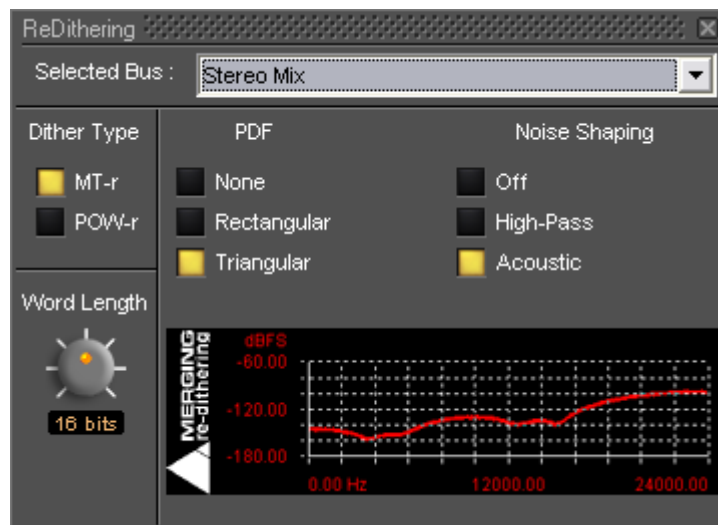 ReDithering
Selected Bus :
Stereo Mix
Dither Type
MT-r
POW-r
PDF
None
Rectangular
Triangular
Noise Shaping
Off
High-Pass
Acoustic
Word Length
16 bits
MERGING
re-dithering
dBFS
-60.00
-120.00
-180.00
0.00 Hz
12000.00
24000.00